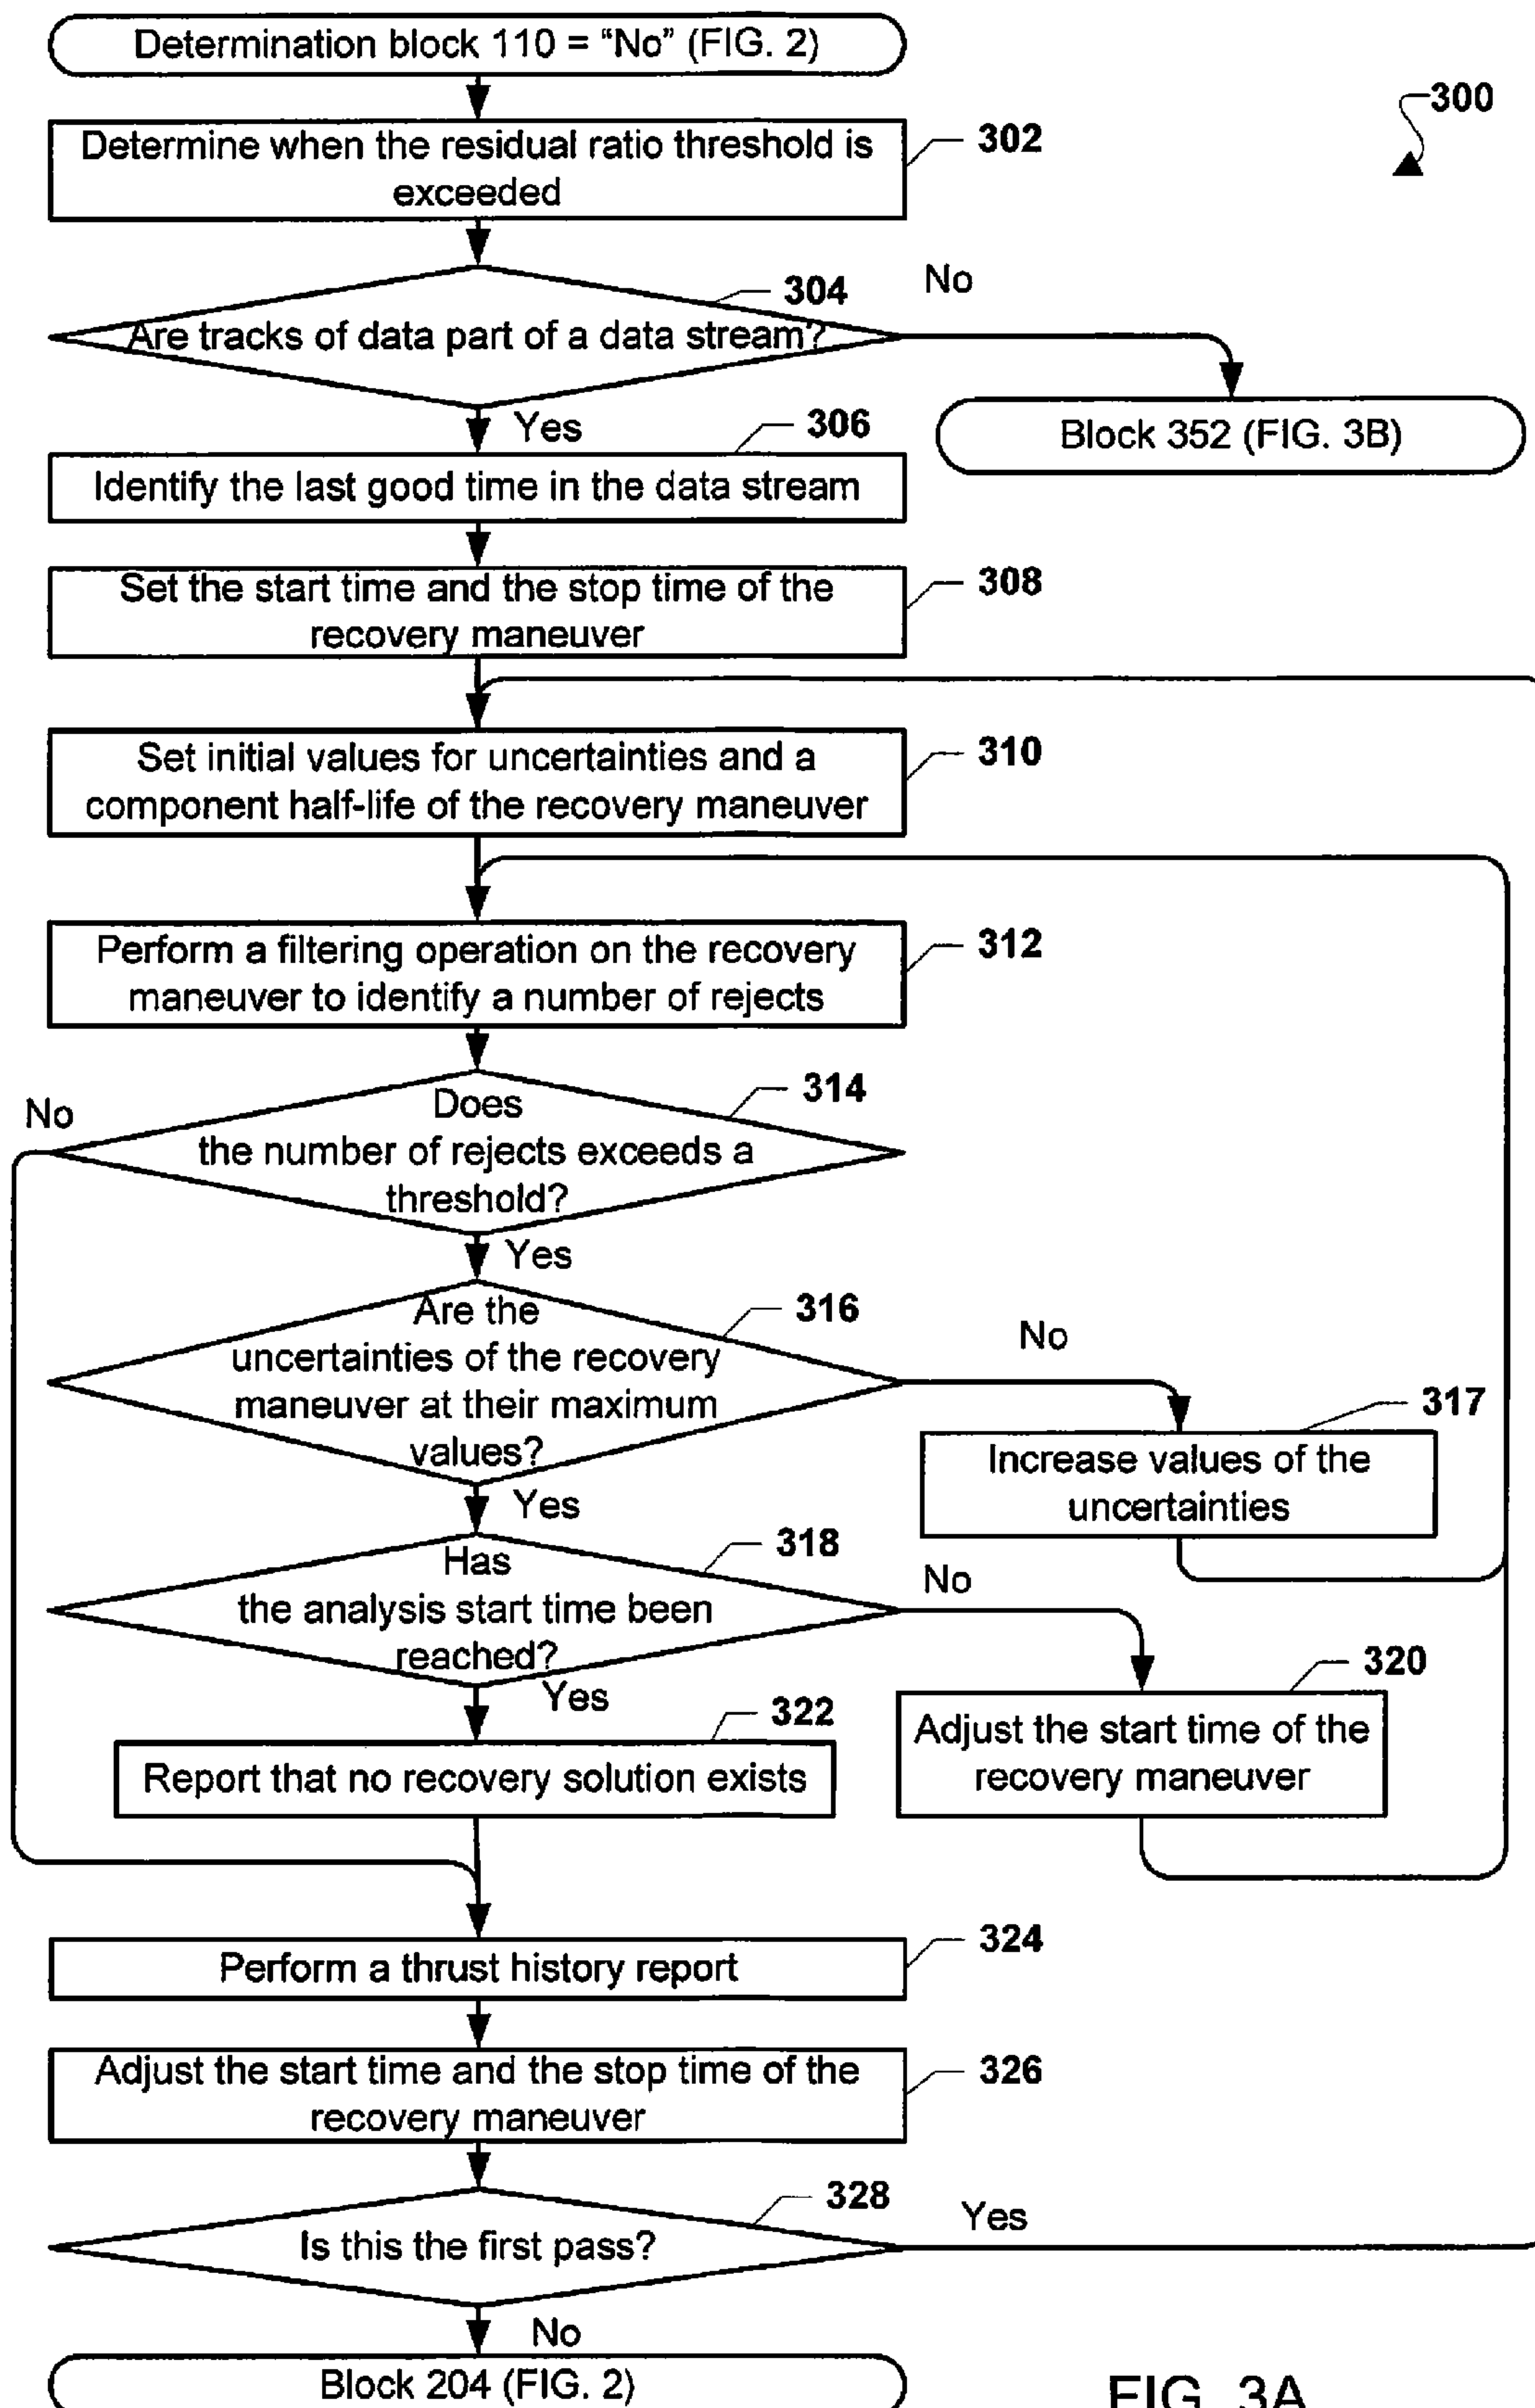 Determination block 110 = “No” (FIG. 2)
300
Determine when the residual ratio threshold is
exceeded
302
304
No
Are tracks of data part of a data stream?
Yes
306
Block 352 (FIG. 3B)
Identify the last good time in the data stream
Set the start time and the stop time of the
recovery maneuver
308
Set initial values for uncertainties and a
component half-life of the recovery maneuver
310
Perform a filtering operation on the recovery
maneuver to identify a number of rejects
312
314
No
Does
the number of rejects exceeds a
threshold?
Yes
316
Are the
uncertainties of the recovery
maneuver at their maximum
values?
No
317
Increase values of the
uncertainties
Yes
318
Has
the analysis start time been
reached?
No
320
Adjust the start time of the
recovery maneuver
Yes
322
Report that no recovery solution exists
Perform a thrust history report
324
Adjust the start time and the stop time of the
recovery maneuver
326
328
Is this the first pass?
Yes
No
Block 204 (FIG. 2)
FIG. 3A